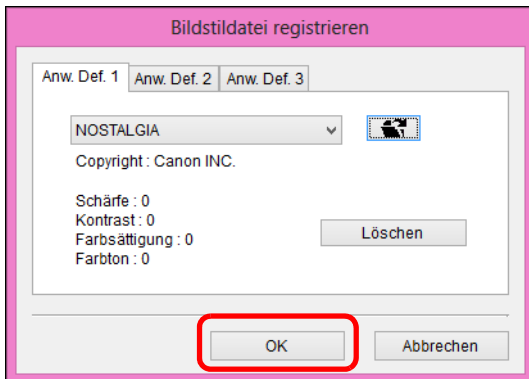 Bildstildatei registrieren
Anw. Def. 1 Anw. Def. 2 Anw. Def. 3
NOSTALGIA
Copyright : Canon INC.
Schärfe : 0
Kontrast : 0
Farbsättigung : 0
Farbton : 0
Löschen
OK Abbrechen